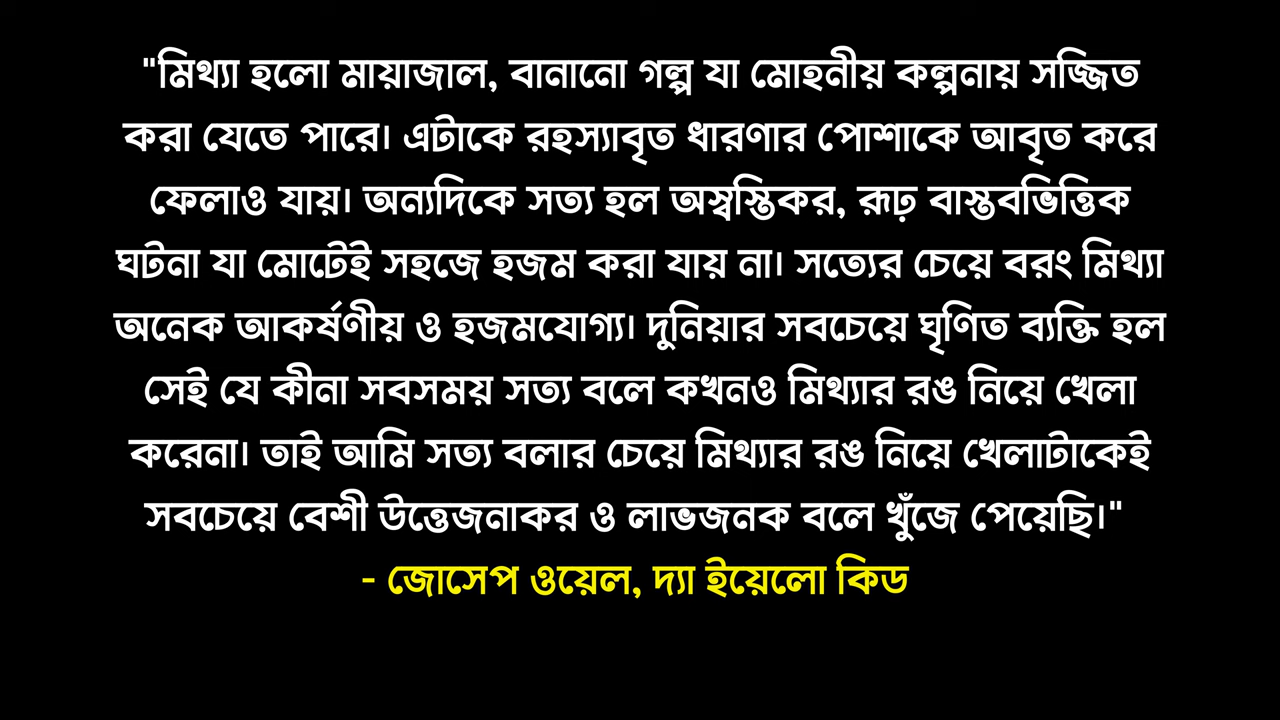 "মিথ্যা হলো মায়াজাল, বানানো গল্প যা মোহনীয় কল্পনায় সজ্জিত
করা যেতে পারে। এটাকে রহস্যাবৃত ধারণার পোশাকে আবৃত করে
ফেলাও যায়। অন্যদিকে সত্য হল অস্বস্তিকর, রূঢ় বাস্তবভিত্তিক
ঘটনা যা মোটেই সহজে হজম করা যায় না। সত্যের চেয়ে বরং মিথ্যা
অনেক আকর্ষণীয় ও হজমযোগ্য। দুনিয়ার সবচেয়ে ঘৃণিত ব্যক্তি হল
সেই যে কীনা সবসময় সত্য বলে কখনও মিথ্যার রঙ নিয়ে খেলা
করেনা। তাই আমি সত্য বলার চেয়ে মিথ্যার রঙ নিয়ে খেলাটাকেই
সবচেয়ে বেশী উত্তেজনাকর ও লাভজনক বলে খুঁজে পেয়েছি।"
- জোসেপ ওয়েল, দ্যা ইয়েলো কিড